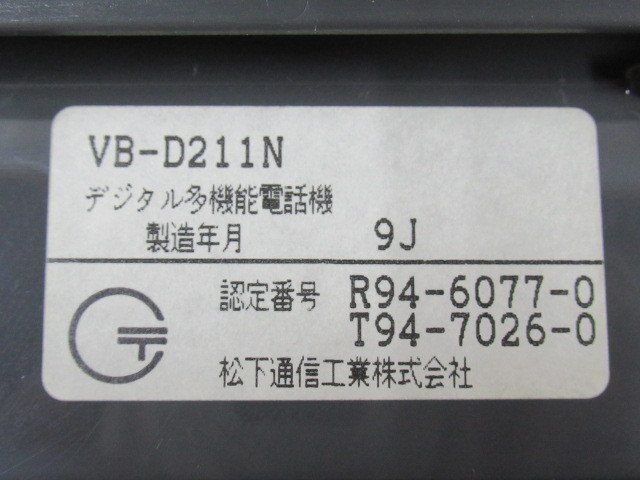 VB-D211N
デジタル多機能電話機
製造年月 9J
認定番号 R94-6077-0
T94-7026-0
松下通信工業株式会社